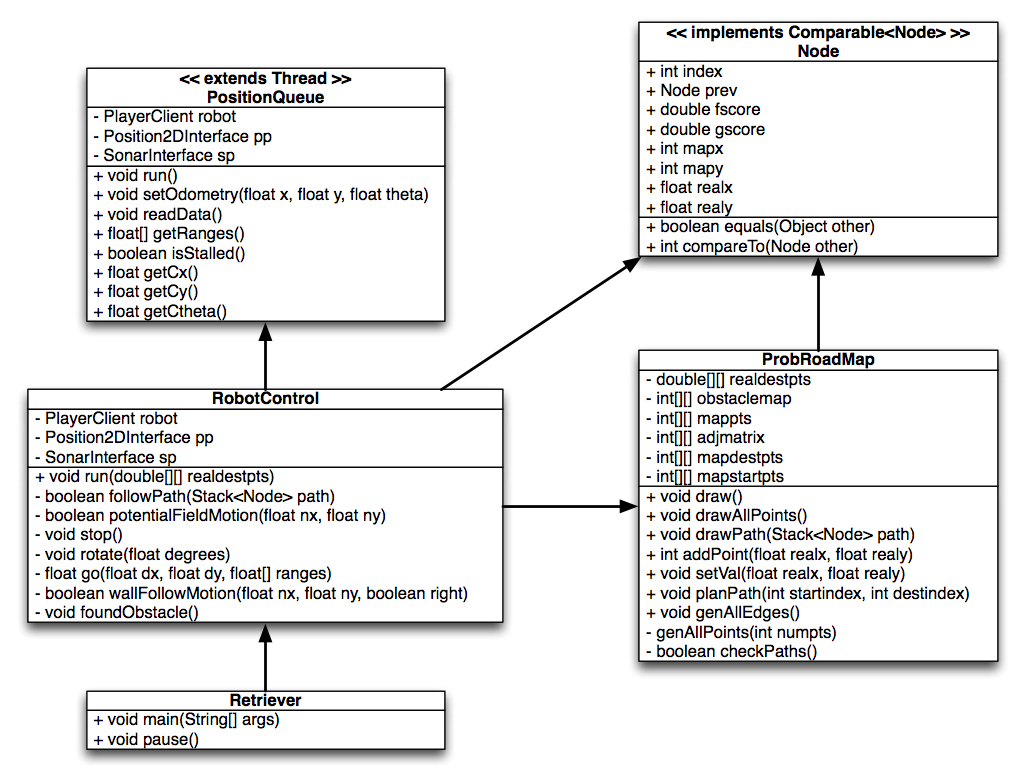 << extends Thread >>
PositionQueue
- PlayerClient robot
- Position2DInterface pp
- SonarInterface sp
+ void run()
+ void setOdometry(float x, float y, float theta)
+ void readData()
+ float[] getRanges()
+ boolean isStalled()
+ float getCx()
+ float getCy()
+ float getCtheta()
<< implements Comparable<Node> >>
Node
+ int index
+ Node prev
+ double fscore
+ double gscore
+ int mapx
+ int mapy
+ float realx
+ float realy
+ boolean equals(Object other)
+ int compareTo(Node other)
RobotControl
- PlayerClient robot
- Position2DInterface pp
- SonarInterface sp
+ void run(double[][] realdestpts)
- boolean followPath(Stack<Node> path)
- boolean potentialFieldMotion(float nx, float ny)
- void stop()
- void rotate(float degrees)
- float go(float dx, float dy, float[] ranges)
- boolean wallFollowMotion(float nx, float ny, boolean right)
- void foundObstacle()
ProbRoadMap
- double[][] realdestpts
- int[][] obstaclemap
- int[][] mappts
- int[][] adjmatrix
- int[][] mapdestpts
- int[][] mapstartpts
+ void draw()
+ void drawAllPoints()
+ void drawPath(Stack<Node> path)
+ int addPoint(float realx, float realy)
+ void setVal(float realx, float realy)
+ void planPath(int startindex, int destindex)
+ void genAllEdges()
- genAllPoints(int numpts)
- boolean checkPaths()
Retriever
+ void main(String[] args)
+ void pause()